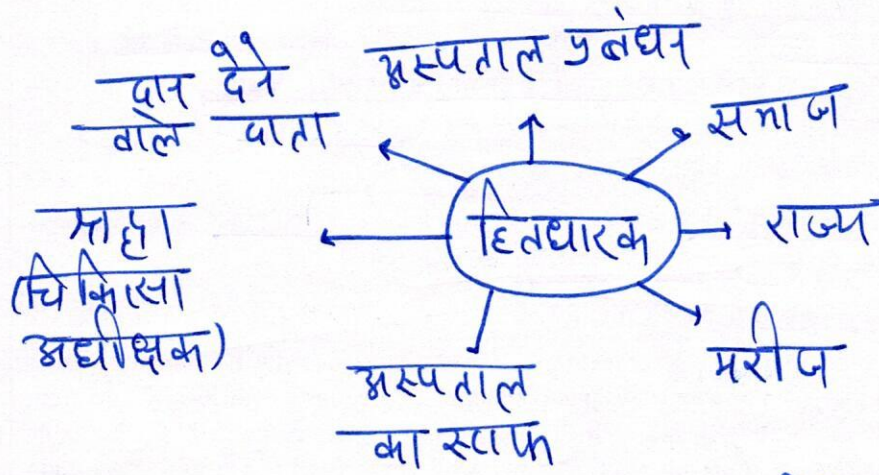 दान देने
वाले दाता
अस्पताल प्रबंधन
समाज
(चिकित्सा
अधीक्षक)
हितधारक
राज्य
अस्पताल
का स्टाफ
मरीज